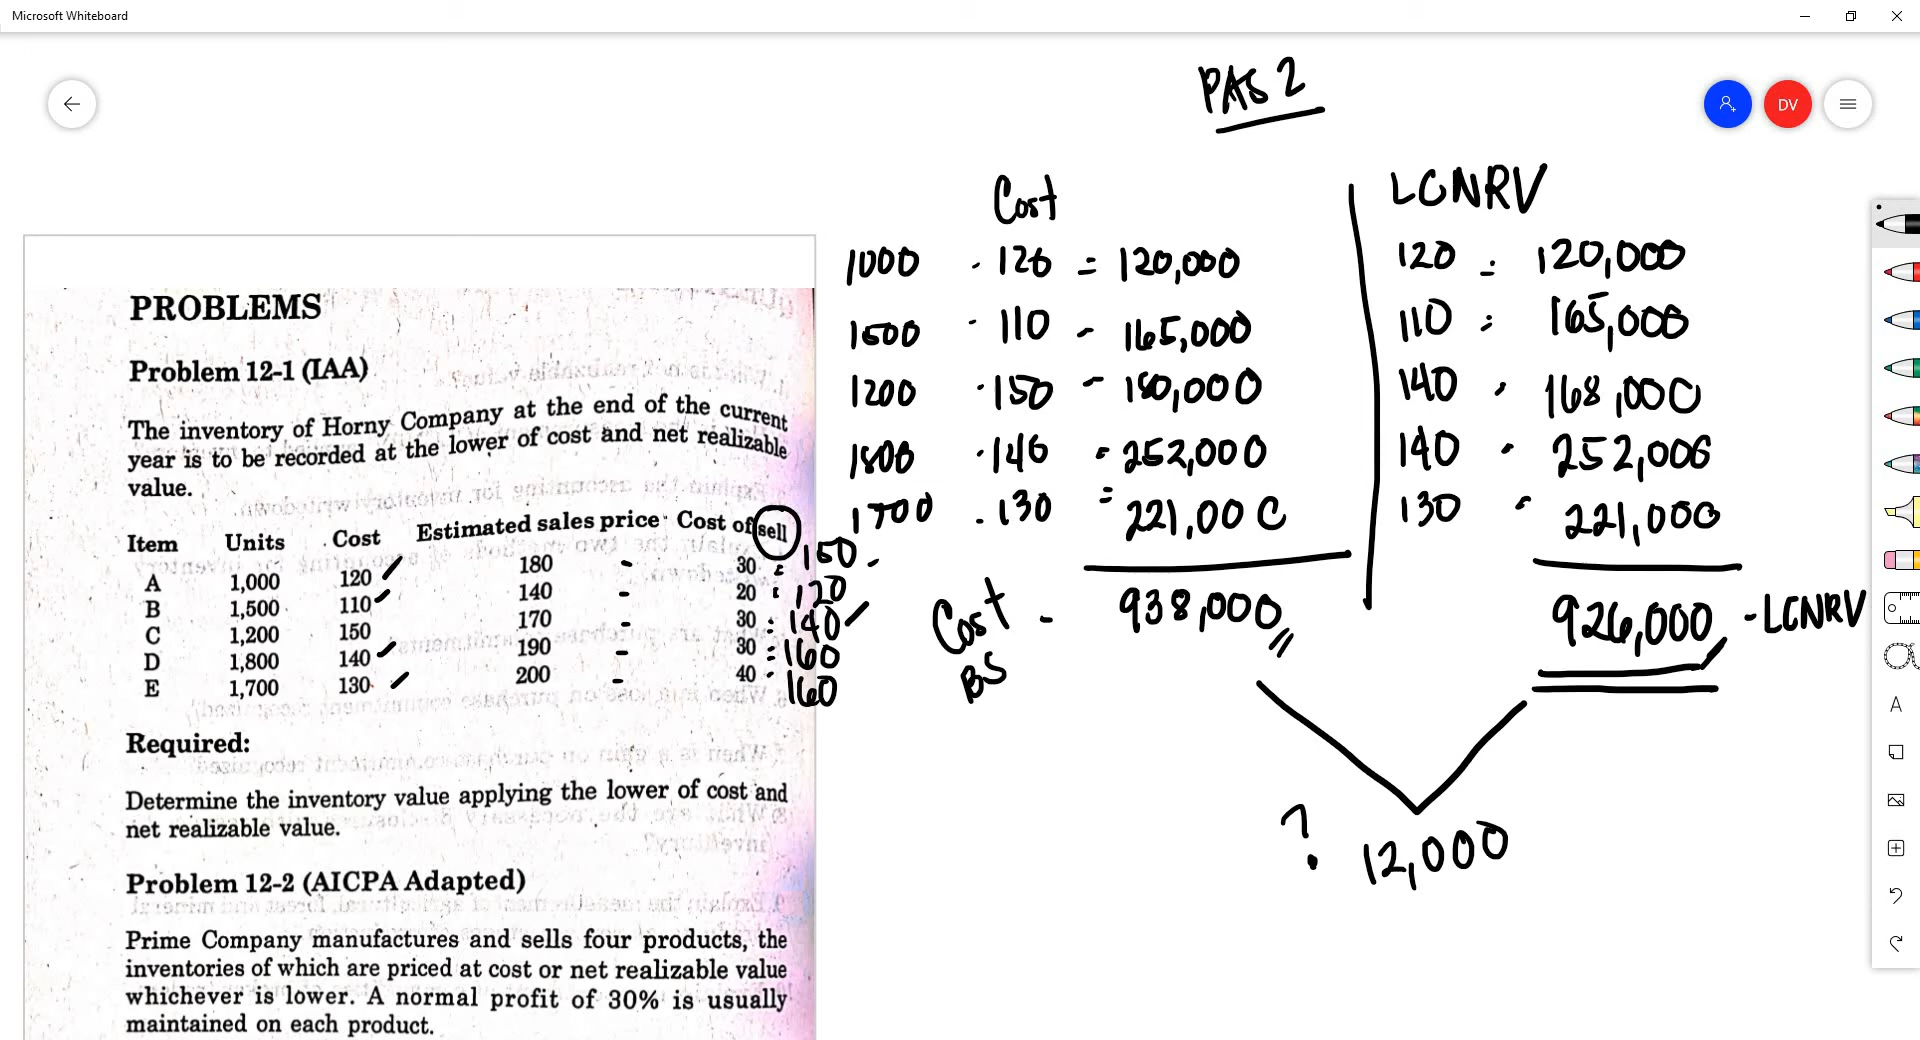 Microsoft Whiteboard
PAS 2
DV
Cost
LCNRV
1000 - 120 = 120,000
120 = 120,000
1500 - 110 - 165,000
110 = 165,000
1200 - 150 - 180,000
140 - 168,000
1800 - 140 = 252,000
140 - 252,000
1700 - 130 = 221,000
130 - 221,000
Cost - 938,000
BS
926,000 - LCNRV
? 12,000
PROBLEMS
Problem 12-1 (IAA)
The inventory of Horny Company at the end of the current
year is to be recorded at the lower of cost and net realizable
value.
Item Units Cost Estimated sales price Cost of sell
A 1,000 120 180 - 30 = 150
B 1,500 110 140 - 20 = 120
C 1,200 150 170 - 30 = 140
D 1,800 140 190 - 30 = 160
E 1,700 130 200 - 40 = 160
Required:
Determine the inventory value applying the lower of cost and
net realizable value.
Problem 12-2 (AICPA Adapted)
Prime Company manufactures and sells four products, the
inventories of which are priced at cost or net realizable value
whichever is lower. A normal profit of 30% is usually
maintained on each product.
A